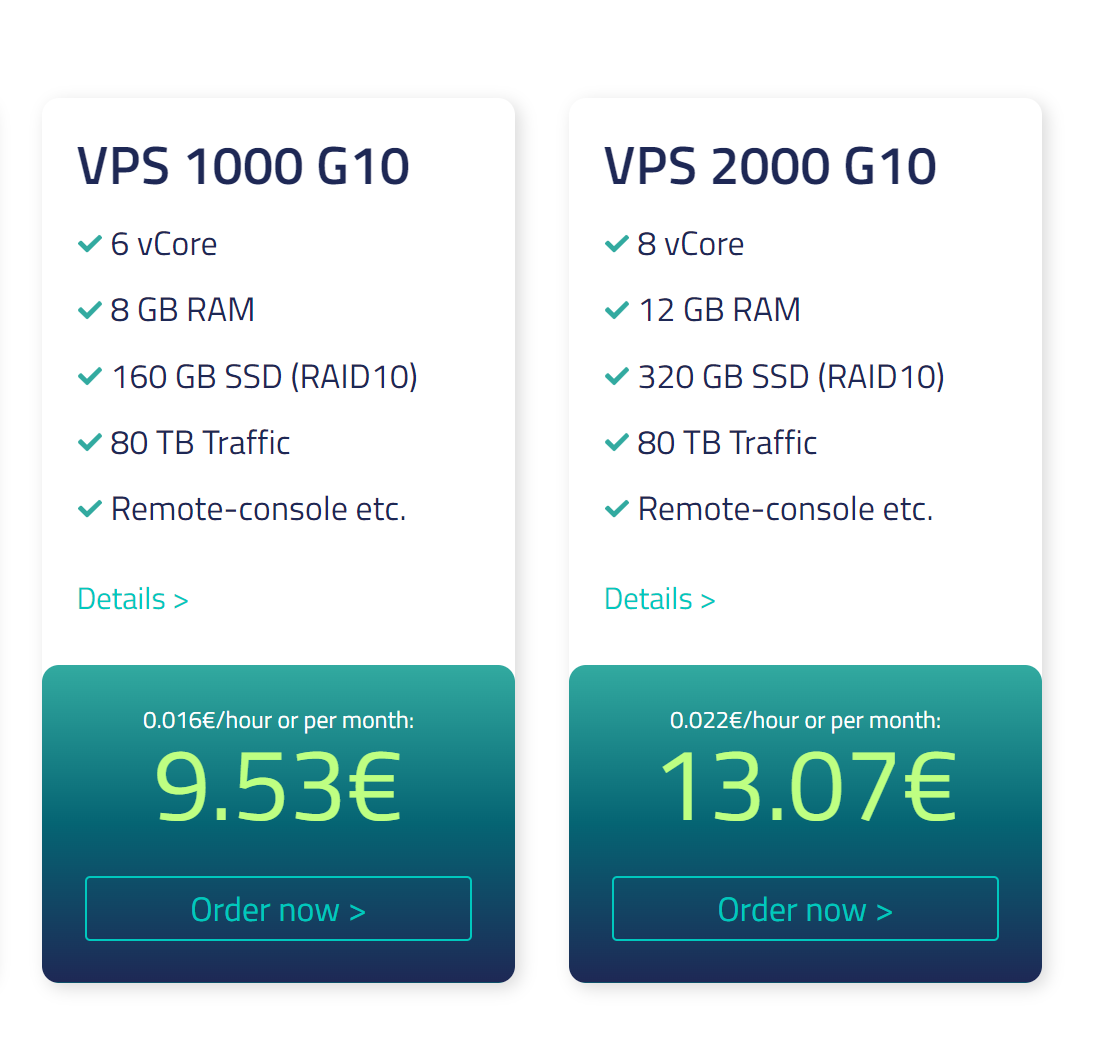 VPS 1000 G10
6 vCore
8 GB RAM
160 GB SSD (RAID10)
80 TB Traffic
Remote-console etc.
Details >
0.016€/hour or per month:
9.53€
Order now >
VPS 2000 G10
8 vCore
12 GB RAM
320 GB SSD (RAID10)
80 TB Traffic
Remote-console etc.
Details >
0.022€/hour or per month:
13.07€
Order now >